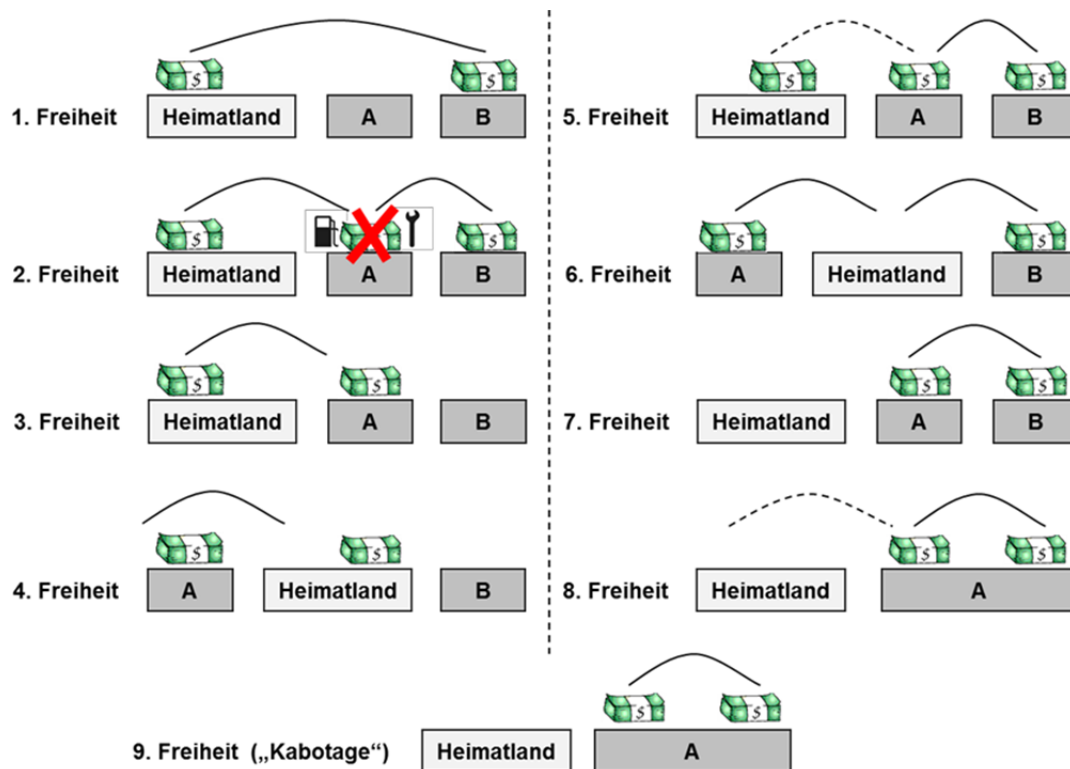 1. Freiheit Heimatland A B
2. Freiheit Heimatland A B
3. Freiheit Heimatland A B
4. Freiheit A Heimatland B
5. Freiheit Heimatland A B
6. Freiheit A Heimatland B
7. Freiheit Heimatland A B
8. Freiheit Heimatland A
9. Freiheit („Kabotage“) Heimatland A